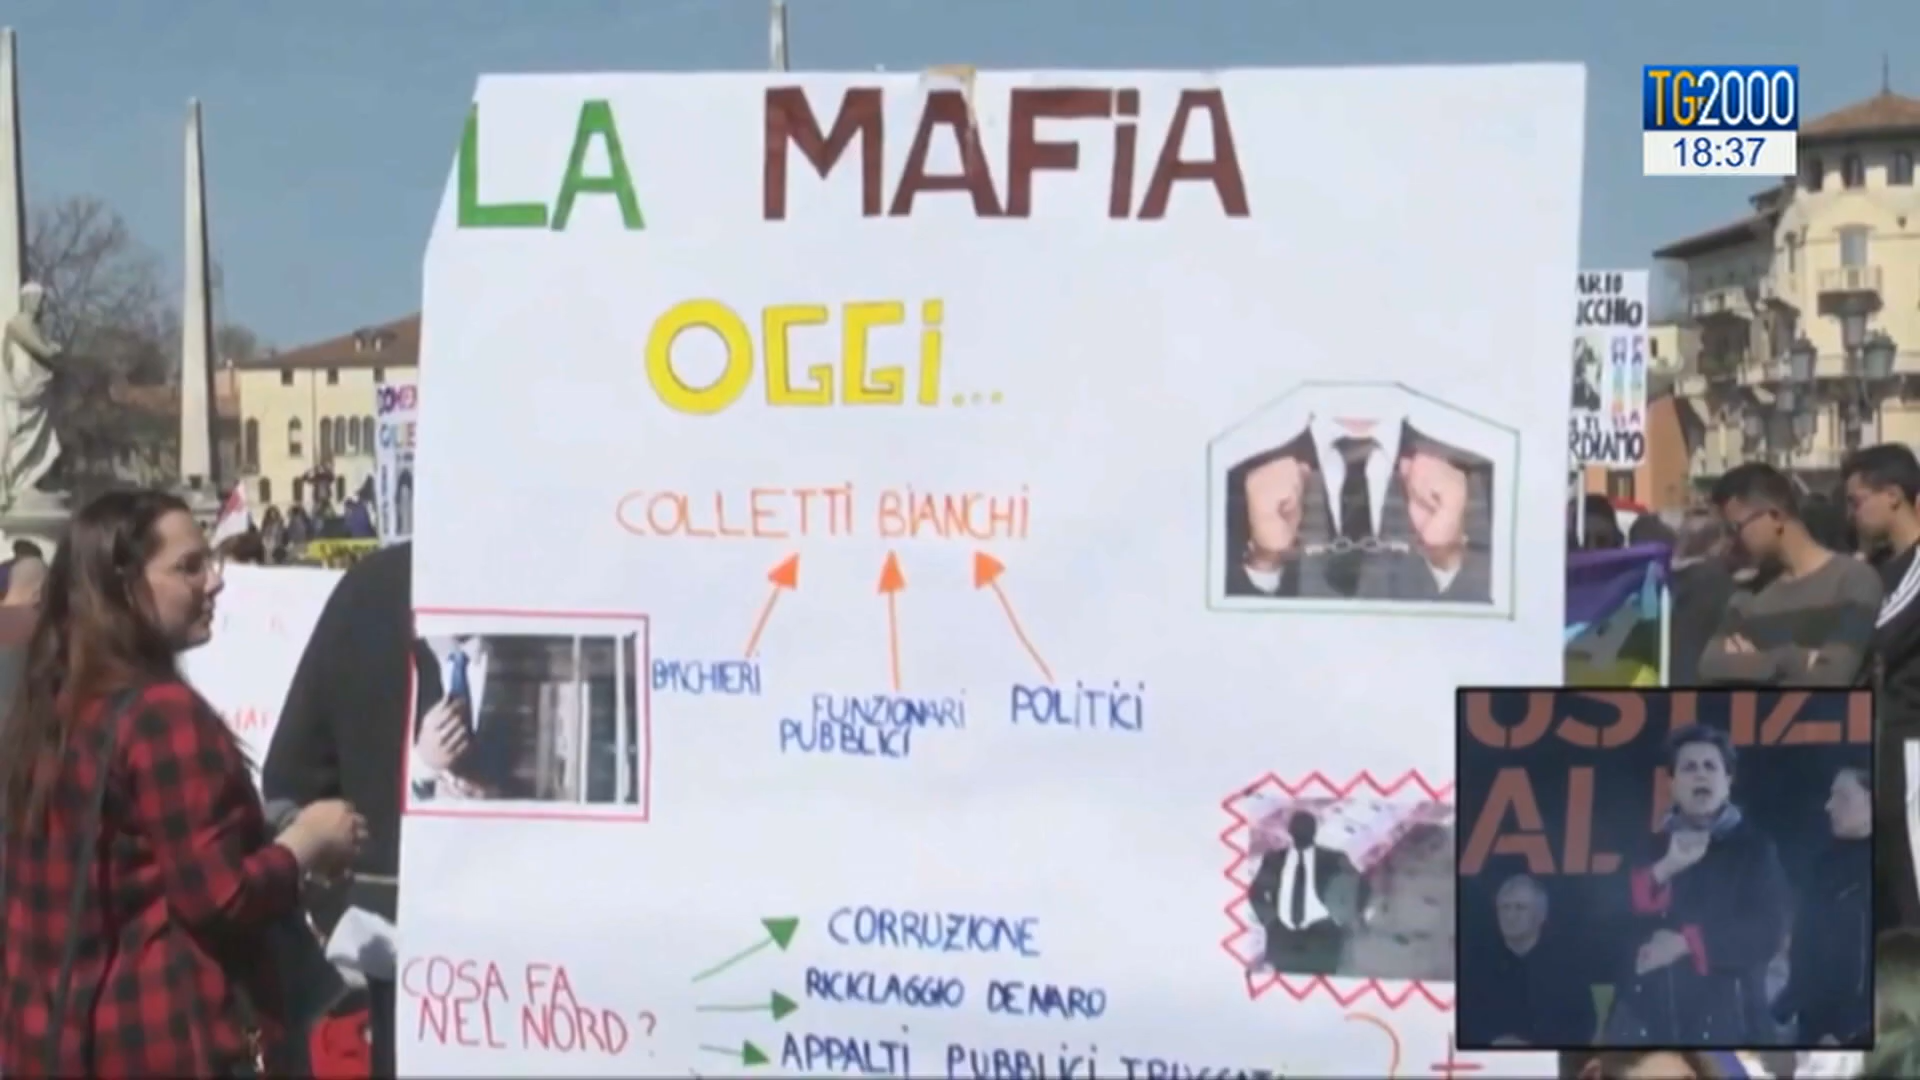 LA MAFIA
OGGI...
COLLETTI BIANCHI
BANCHIERI
FUNZIONARI
PUBBLICI
POLITICI
COSA FA
NEL NORD?
CORRUZIONE
RICICLAGGIO DENARO
APPALTI PUBBLICI TRUCCATI
TG2000
18:37